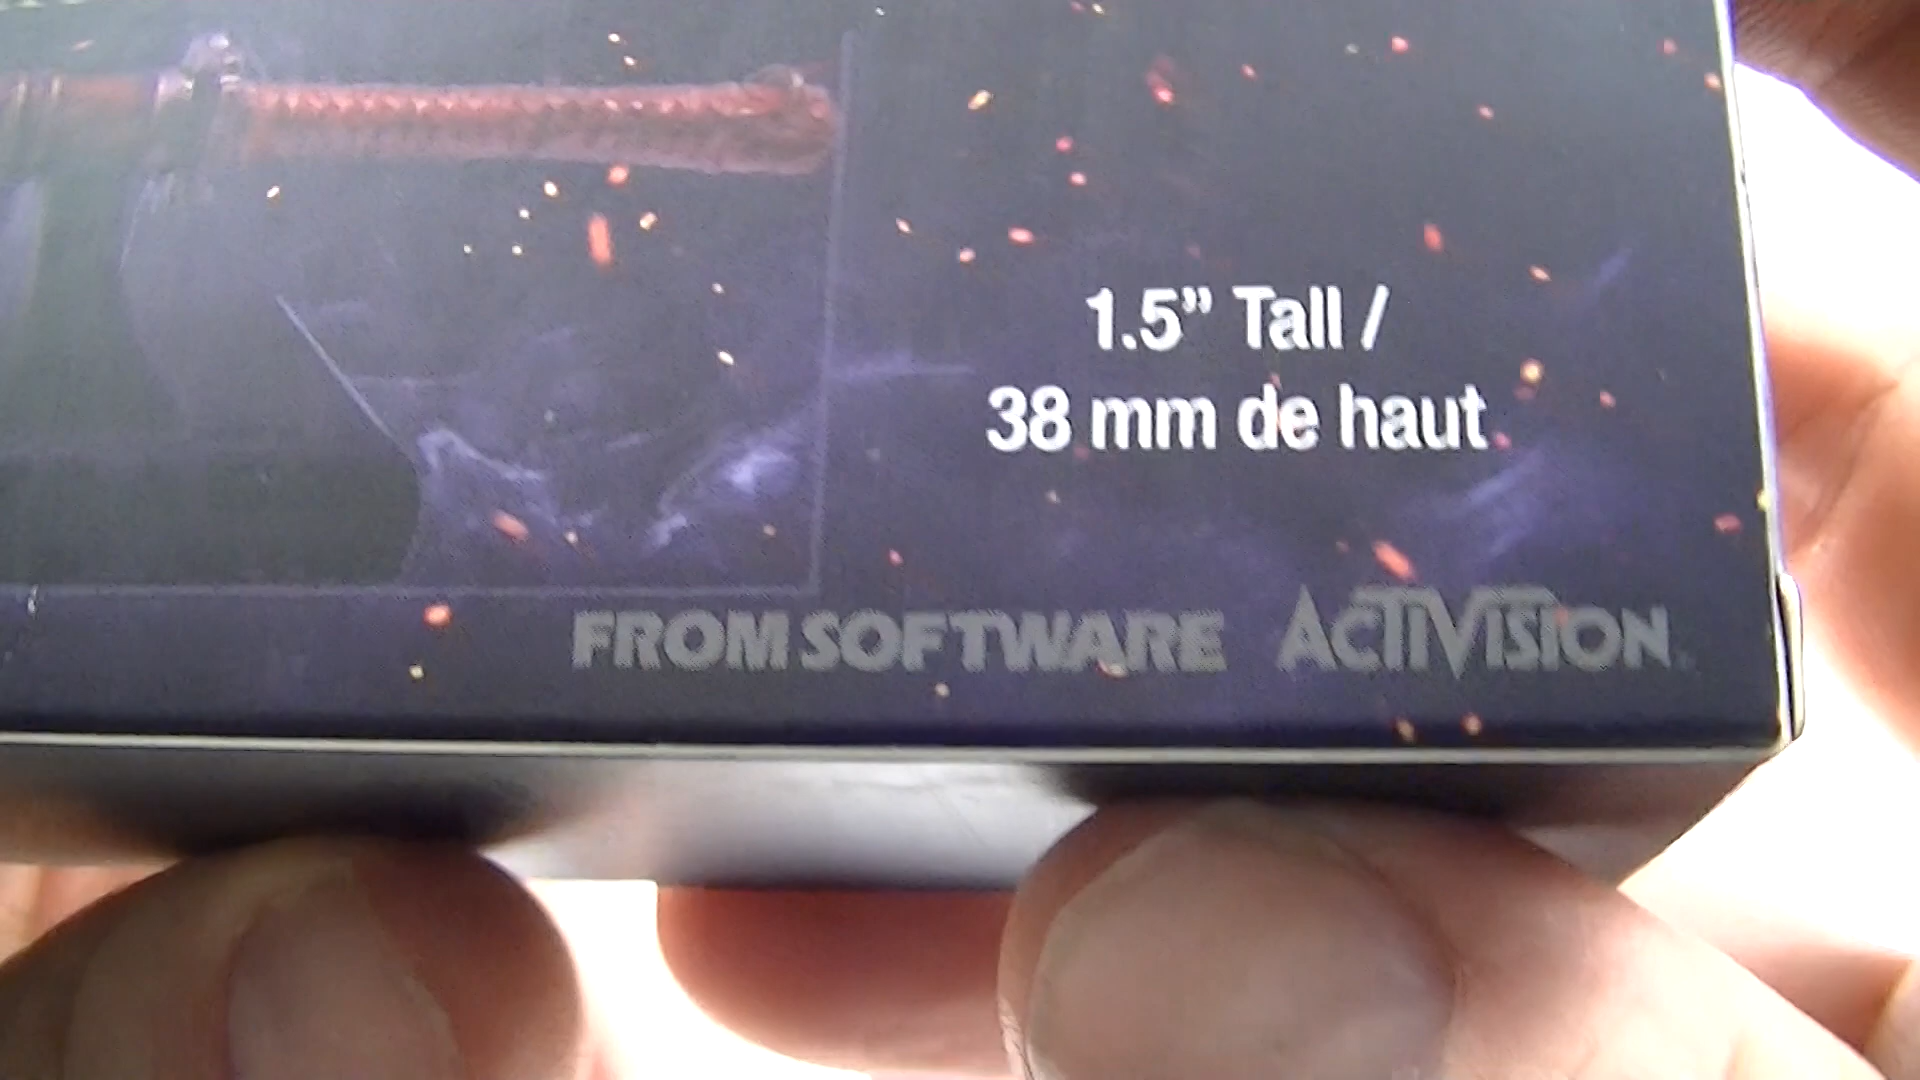 1.5” Tall /
38 mm de haut
FROMSOFTWARE ACTIVISION